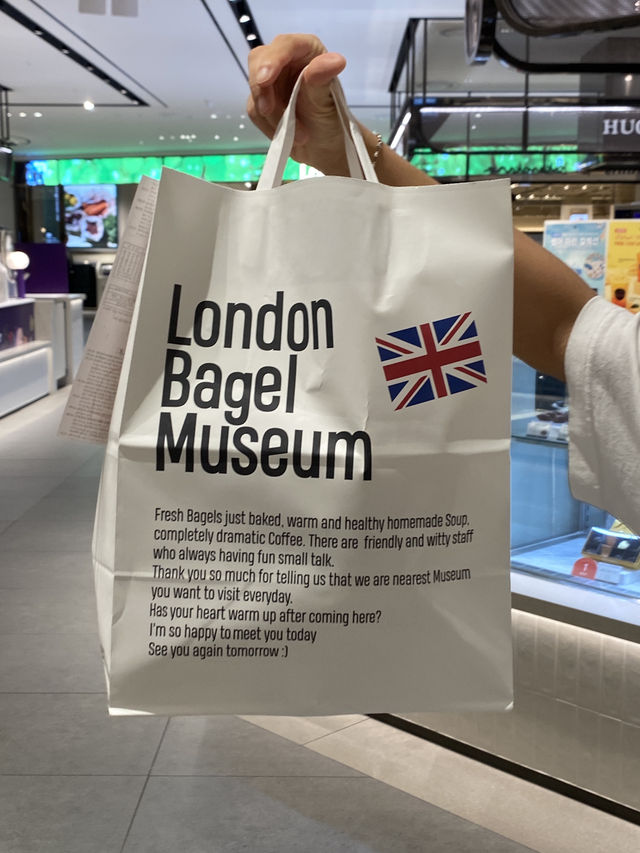 London
Bagel
Museum
Fresh Bagels just baked, warm and healthy homemade Soup,
completely dramatic Coffee. There are friendly and witty staff
who always having fun small talk.
Thank you so much for telling us that we are nearest Museum
you want to visit everyday.
Has your heart warm up after coming here?
I'm so happy to meet you today
See you again tomorrow :)